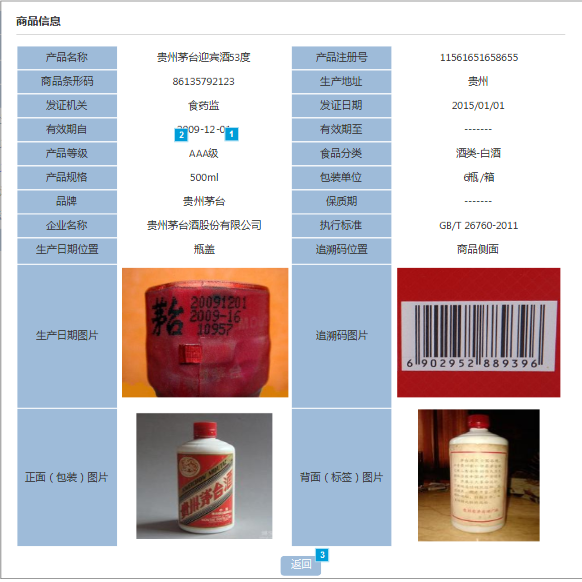 商品信息
产品名称 贵州茅台迎宾酒53度 产品注册号 11561651658655
商品条形码 86135792123 生产地址 贵州
发证机关 食药监 发证日期 2015/01/01
有效期自 2009-12-01 有效期至 -------
2 1
产品等级 AAA级 食品分类 酒类-白酒
产品规格 500ml 包装单位 6瓶/箱
品牌 贵州茅台 保质期 -------
企业名称 贵州茅台酒股份有限公司 执行标准 GB/T 26760-2011
生产日期位置 瓶盖 追溯码位置 商品侧面
生产日期图片
茅台
20091201
2009-16
10957
追溯码图片
6 902952 889396
正面（包装）图片
贵州茅台酒
背面（标签）图片
返回 3